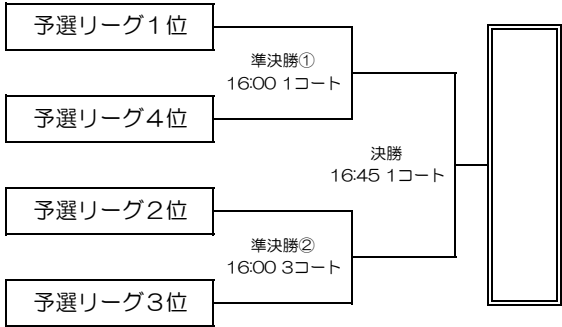 予選リーグ1位
準決勝①
16:00 1コート
予選リーグ4位
決勝
16:45 1コート
予選リーグ2位
準決勝②
16:00 3コート
予選リーグ3位